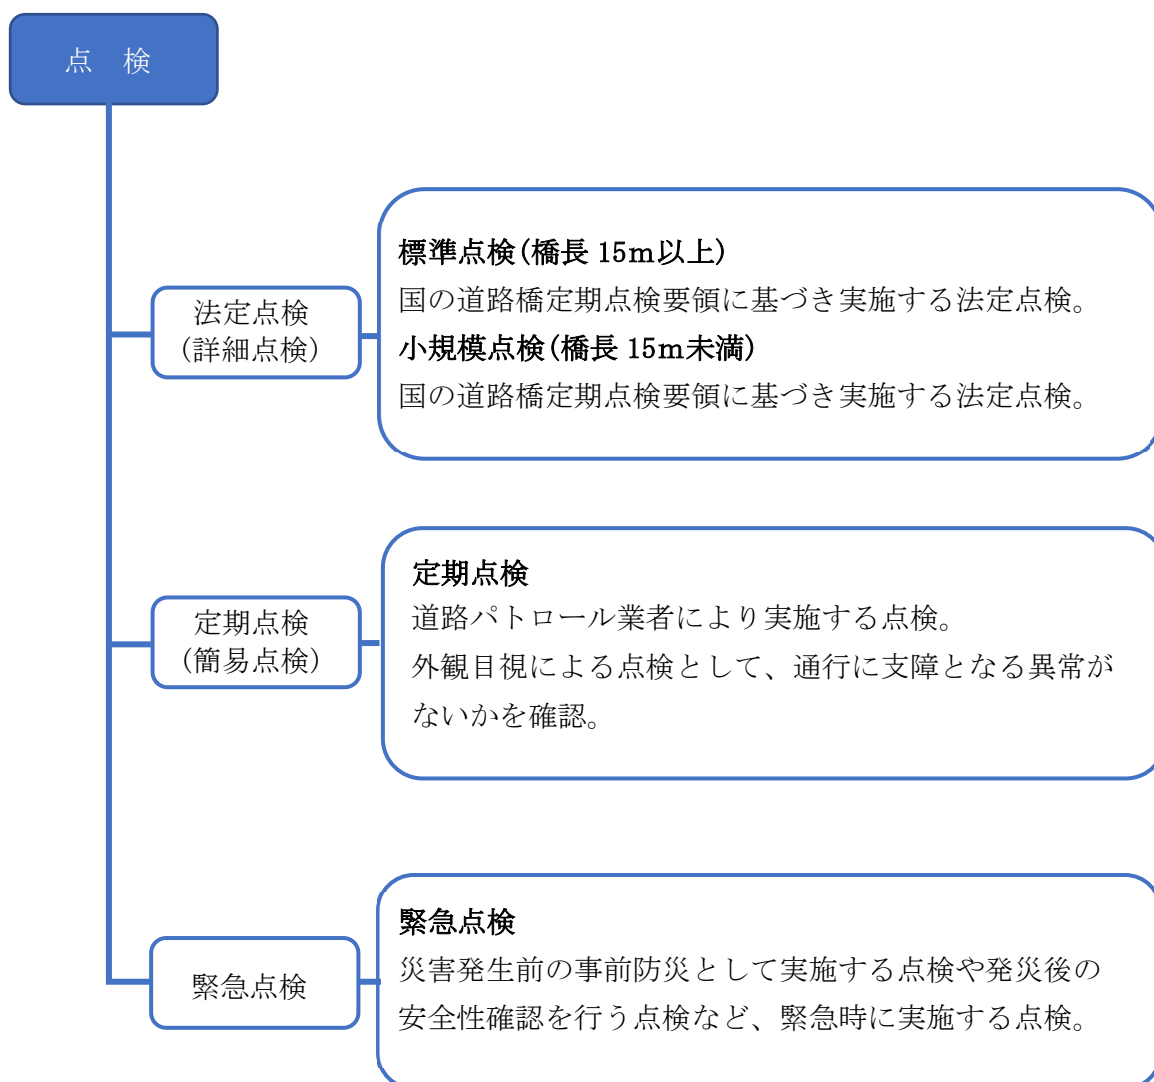 点　検
法定点検
(詳細点検)
標準点検(橋長 15m以上)
国の道路橋定期点検要領に基づき実施する法定点検。
小規模点検(橋長 15m未満)
国の道路橋定期点検要領に基づき実施する法定点検。
定期点検
(簡易点検)
定期点検
道路パトロール業者により実施する点検。
外観目視による点検として、通行に支障となる異常が
ないかを確認。
緊急点検
緊急点検
災害発生前の事前防災として実施する点検や発災後の
安全性確認を行う点検など、緊急時に実施する点検。